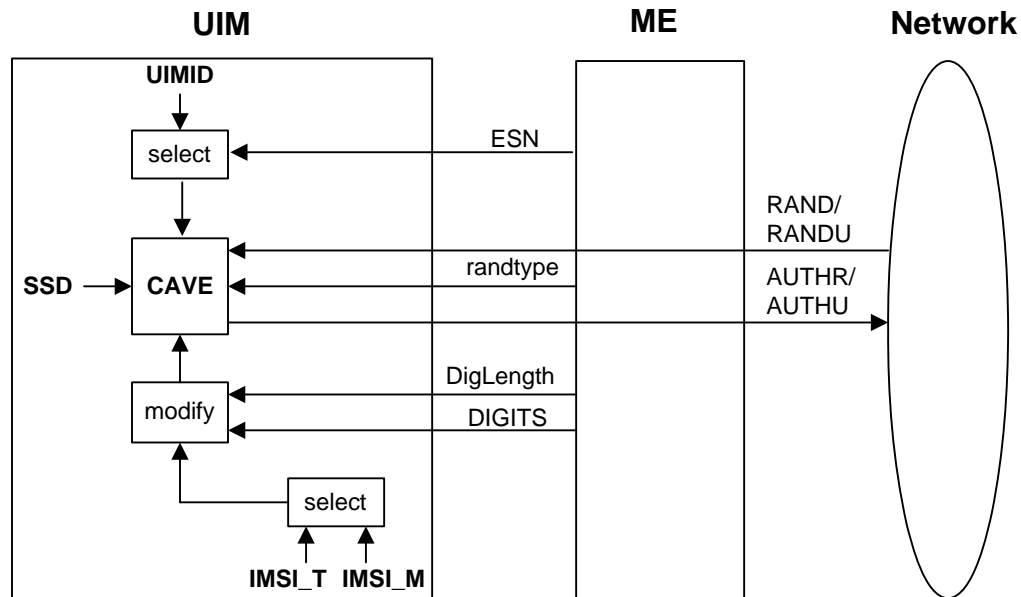 UIM
ME
Network
UIMID
select
ESN
RAND/
RANDU
randtype
SSD
CAVE
AUTHR/
AUTHU
DigLength
modify
DIGITS
select
IMSI_T IMSI_M